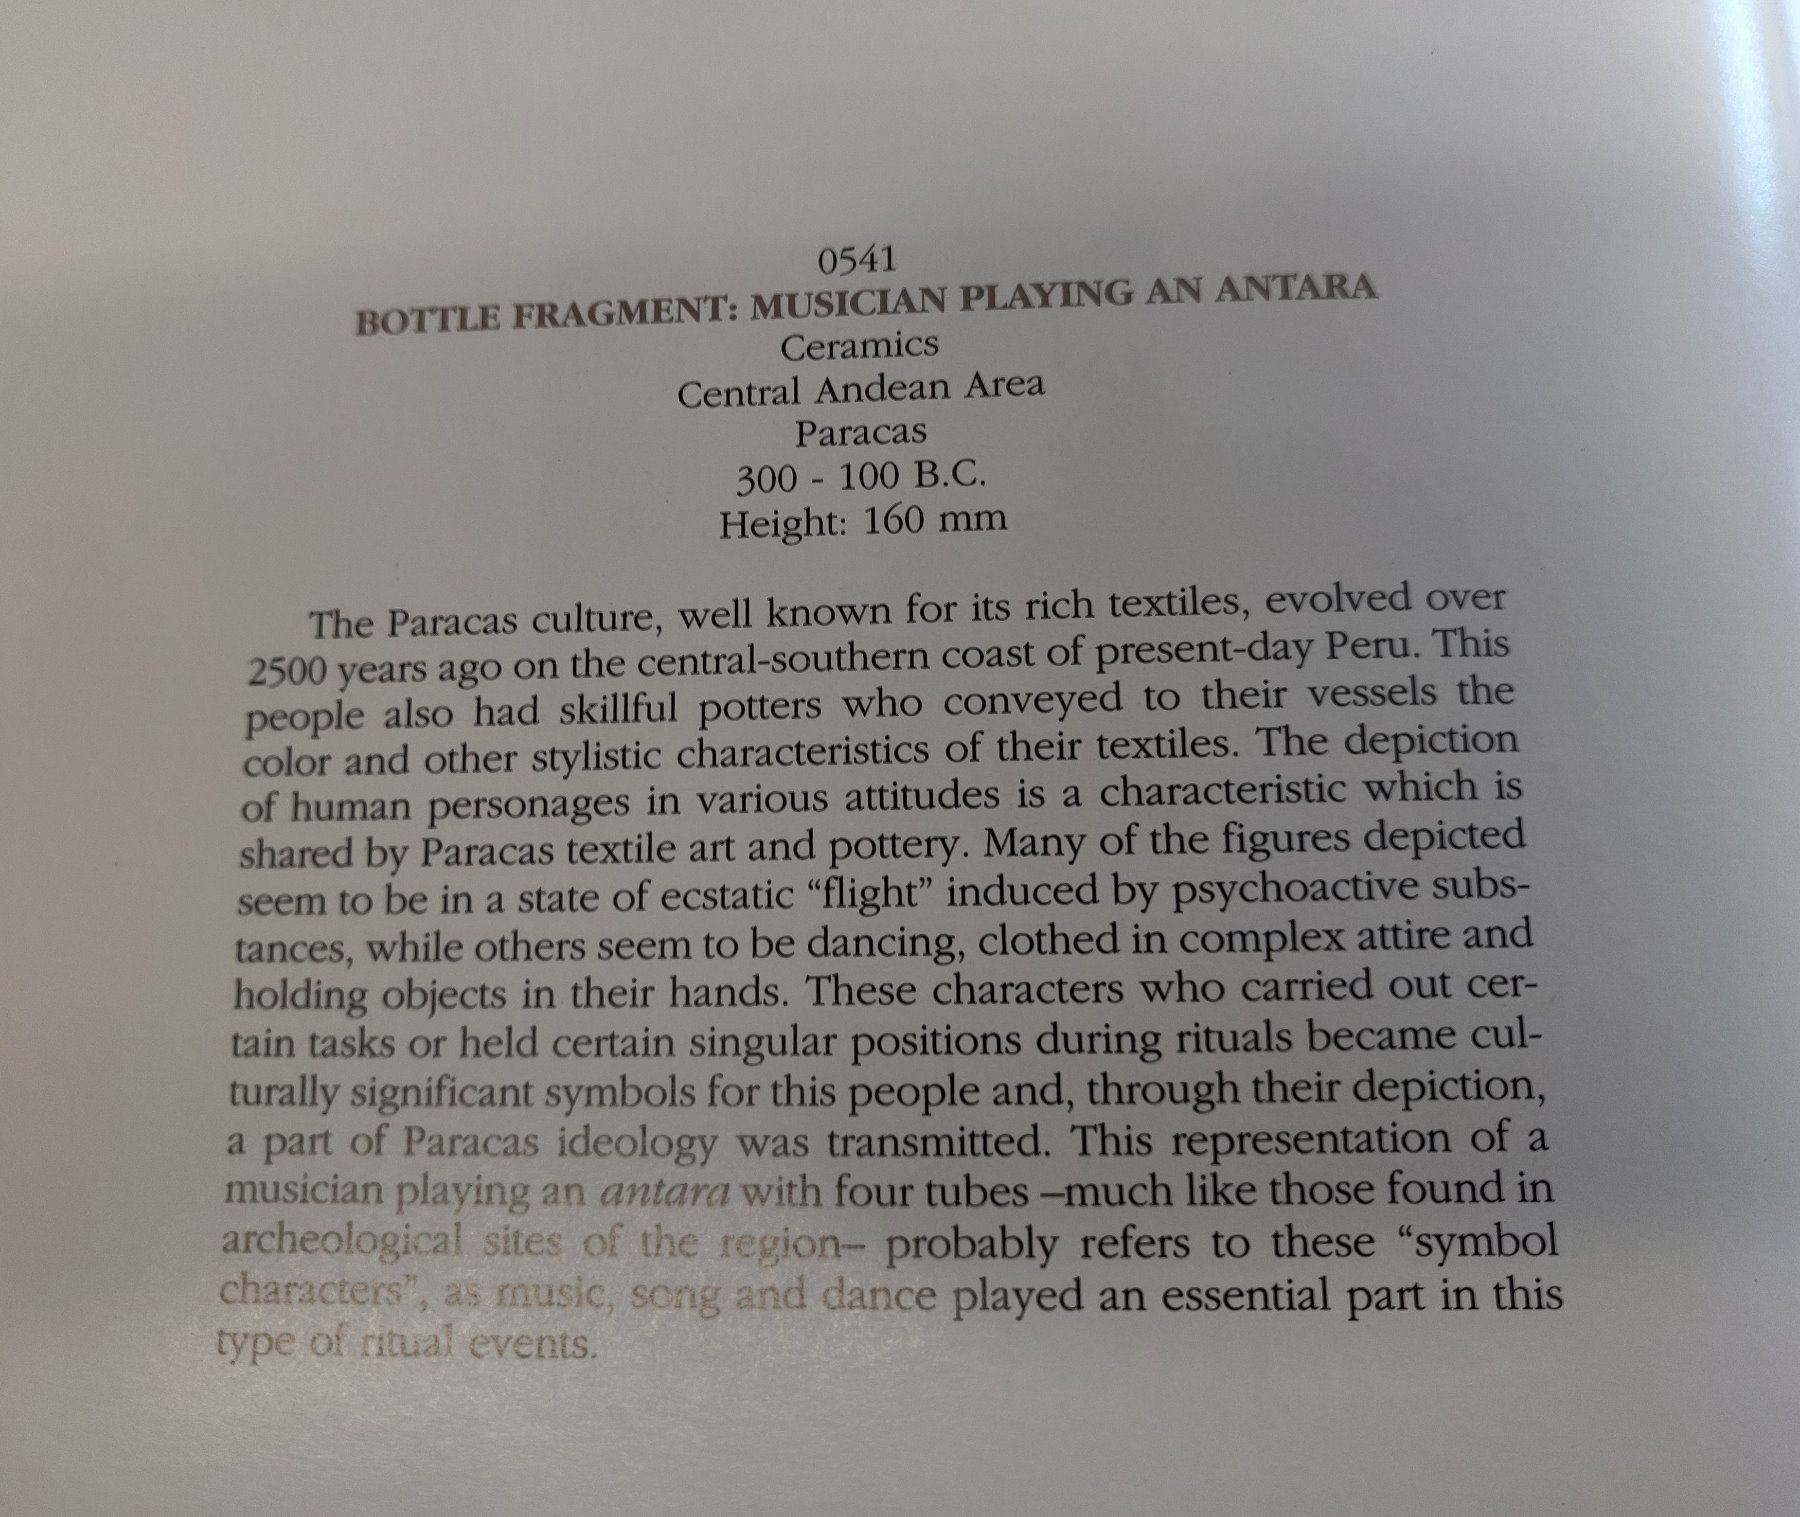 0541
BOTTLE FRAGMENT: MUSICIAN PLAYING AN ANTARA
Ceramics
Central Andean Area
Paracas
300 - 100 B.C.
Height: 160 mm
The Paracas culture, well known for its rich textiles, evolved over
2500 years ago on the central-southern coast of present-day Peru. This
people also had skillful potters who conveyed to their vessels the
color and other stylistic characteristics of their textiles. The depiction
of human personages in various attitudes is a characteristic which is
shared by Paracas textile art and pottery. Many of the figures depicted
seem to be in a state of ecstatic “flight” induced by psychoactive subs-
tances, while others seem to be dancing, clothed in complex attire and
holding objects in their hands. These characters who carried out cer-
tain tasks or held certain singular positions during rituals became cul-
turally significant symbols for this people and, through their depiction,
a part of Paracas ideology was transmitted. This representation of a
musician playing an antara with four tubes –much like those found in
archeological sites of the region– probably refers to these “symbol
characters”, as music, song and dance played an essential part in this
type of ritual events.